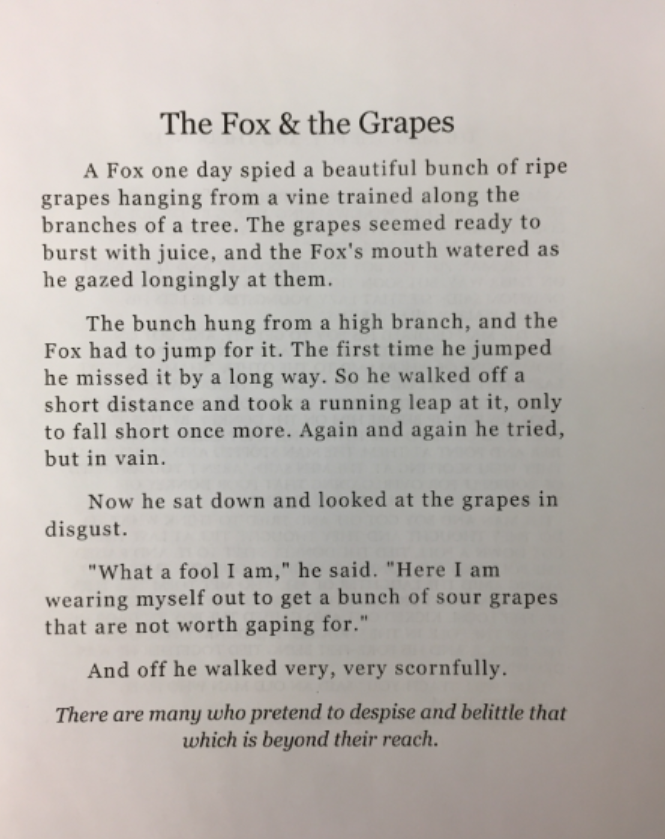 The Fox & the Grapes
A Fox one day spied a beautiful bunch of ripe
grapes hanging from a vine trained along the
branches of a tree. The grapes seemed ready to
burst with juice, and the Fox's mouth watered as
he gazed longingly at them.
The bunch hung from a high branch, and the
Fox had to jump for it. The first time he jumped
he missed it by a long way. So he walked off a
short distance and took a running leap at it, only
to fall short once more. Again and again he tried,
but in vain.
Now he sat down and looked at the grapes in
disgust.
"What a fool I am," he said. "Here I am
wearing myself out to get a bunch of sour grapes
that are not worth gaping for."
And off he walked very, very scornfully.
There are many who pretend to despise and belittle that
which is beyond their reach.